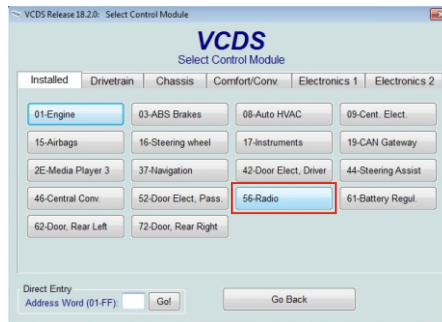 VCDS Release 18.2.0: Select Control Module
VCDS
Select Control Module
Installed Drivetrain Chassis Comfort/Conv. Electronics 1 Electronics 2
01-Engine 03-ABS Brakes 08-Auto HVAC 09-Cent. Elect.
15-Airbags 16-Steering wheel 17-Instruments 19-CAN Gateway
2E-Media Player 3 37-Navigation 42-Door Elect, Driver 44-Steering Assist
46-Central Conv. 52-Door Elect, Pass. 56-Radio 61-Battery Regul.
62-Door, Rear Left 72-Door, Rear Right
Direct Entry
Address Word (01-FF): Go! Go Back